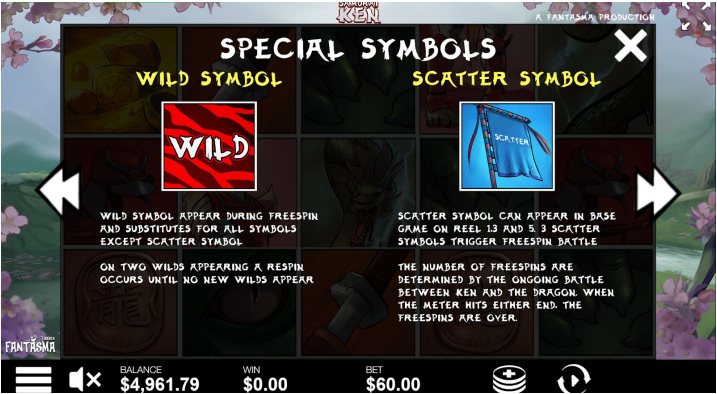 SAMURAI
KEN
A FANTASMA PRODUCTION
SPECIAL SYMBOLS
WILD SYMBOL
SCATTER SYMBOL
WILD
SCATTER
WILD SYMBOL APPEAR DURING FREESPIN
AND SUBSTITUTES FOR ALL SYMBOLS
EXCEPT SCATTER SYMBOL
ON TWO WILDS APPEARING A RESPIN
OCCURS UNTIL NO NEW WILDS APPEAR
SCATTER SYMBOL CAN APPEAR IN BASE
GAME ON REEL 1.3 AND 5. 3 SCATTER
SYMBOLS TRIGGER FREESPIN BATTLE
THE NUMBER OF FREESPINS ARE
DETERMINED BY THE ONGOING BATTLE
BETWEEN KEN AND THE DRAGON. WHEN
THE METER HITS EITHER END. THE
FREESPINS ARE OVER.
龍
GAMES
FANTASMA
BALANCE
$4,961.79
WIN
$0.00
BET
$60.00